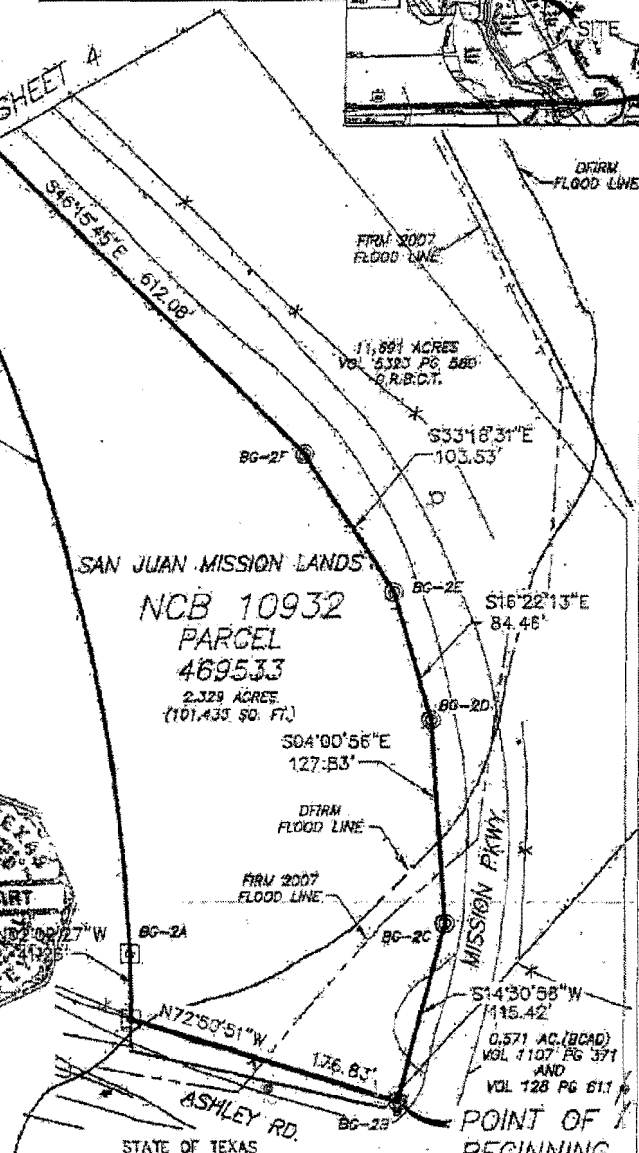 SHEET 4
SITE
DFIRM
FLOOD LINE
FIRM 2007
FLOOD LINE
S46°15'45"E 612.08'
11.691 ACRES
VOL 5323 PG 560
O.R.B.C.T.
S33°18'31"E
103.53'
BG-2F
SAN JUAN MISSION LANDS
BG-2E
NCB 10932
S16°22'13"E
84.46'
PARCEL
469533
2.329 ACRES
(101,433 SQ. FT.)
BG-2D
S04°00'56"E
127.83'
DFIRM
FLOOD LINE
FIRM 2007
FLOOD LINE
MISSION PKWY.
BG-2A
BG-2C
N72°50'51"W 176.83'
S14°30'58"W
115.42'
0.571 AC.(BCAD)
VOL 1107 PG 371
AND
VOL 128 PG 611
ASHLEY RD.
BG-2B
POINT OF
BEGINNING
STATE OF TEXAS